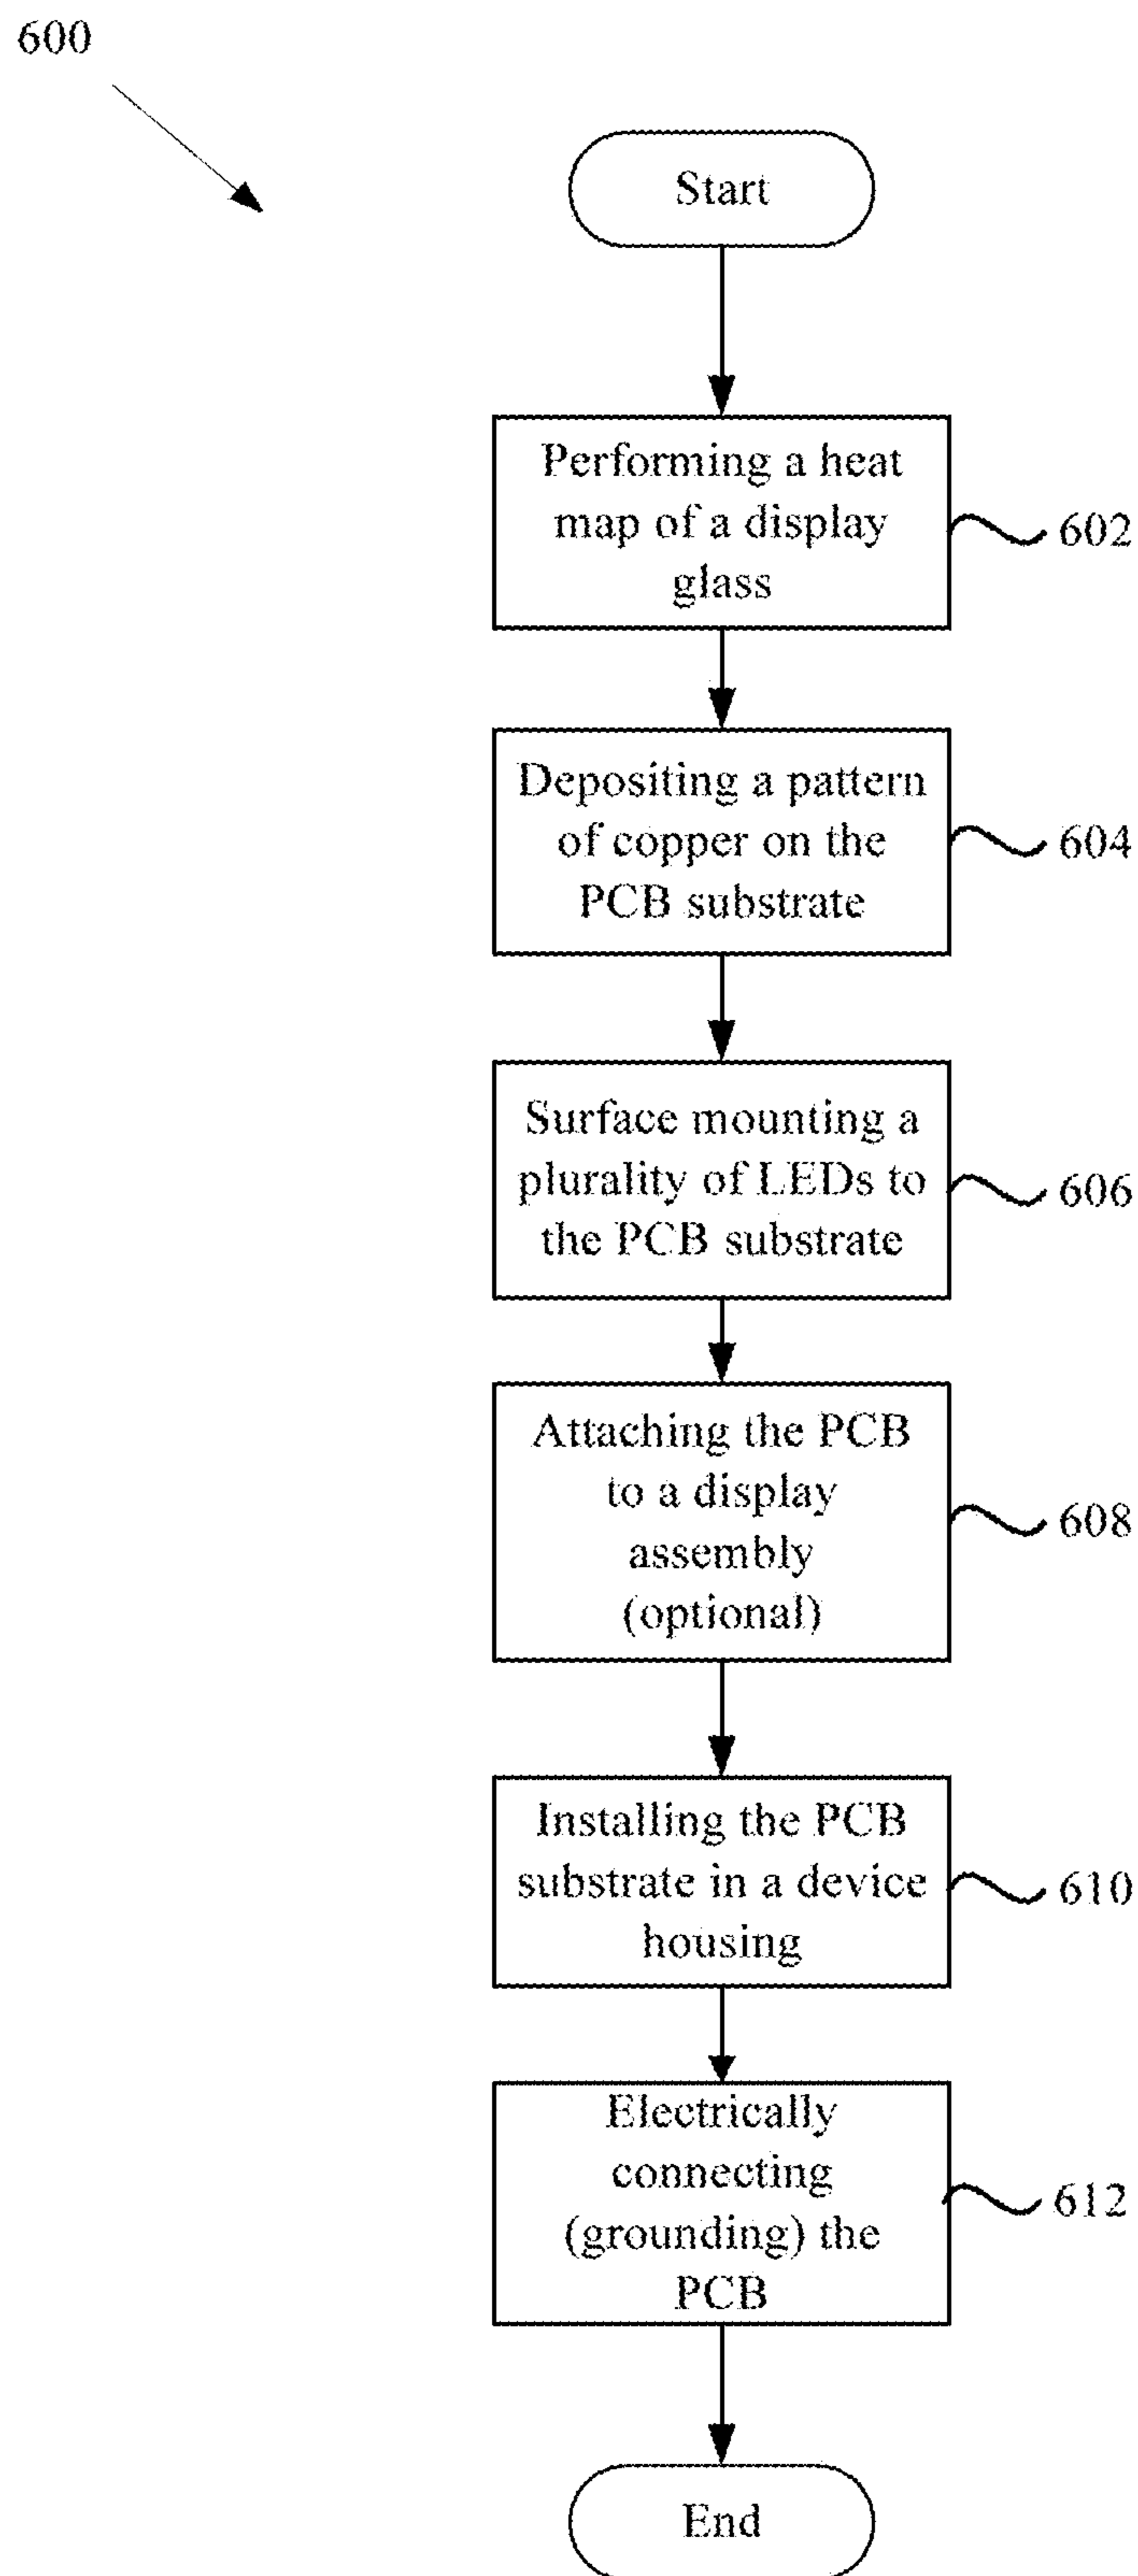 600
Start
Performing a heat
map of a display
glass
602
Depositing a pattern
of copper on the
PCB substrate
604
Surface mounting a
plurality of LEDs to
the PCB substrate
606
Attaching the PCB
to a display
assembly
(optional)
608
Installing the PCB
substrate in a device
housing
610
Electrically
connecting
(grounding) the
PCB
612
End